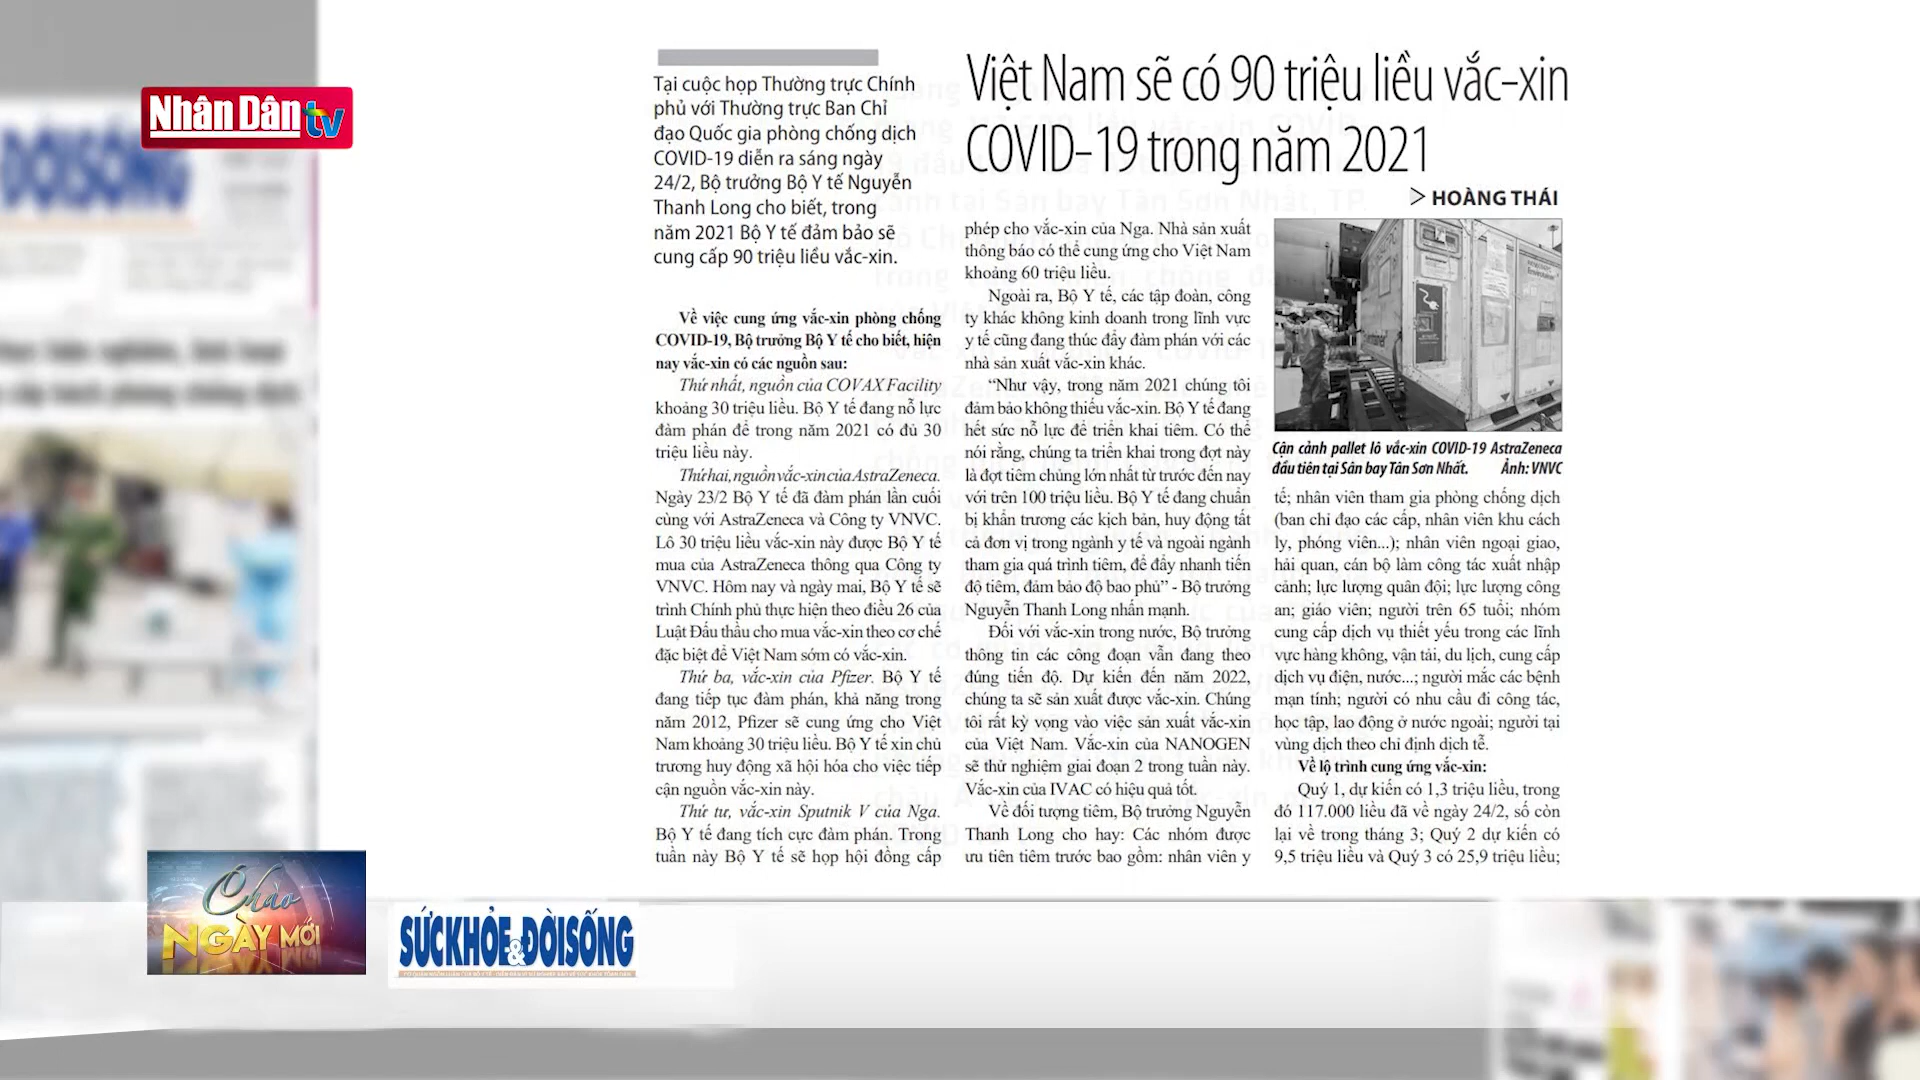 Nhân Dân tv
Tại cuộc họp Thường trực Chính
phủ với Thường trực Ban Chỉ
đạo Quốc gia phòng chống dịch
COVID-19 diễn ra sáng ngày
24/2, Bộ trưởng Bộ Y tế Nguyễn
Thanh Long cho biết, trong
năm 2021 Bộ Y tế đảm bảo sẽ
cung cấp 90 triệu liều vắc-xin.
Việt Nam sẽ có 90 triệu liều vắc-xin
COVID-19 trong năm 2021
> HOÀNG THÁI
Về việc cung ứng vắc-xin phòng chống
COVID-19, Bộ trưởng Bộ Y tế cho biết, hiện
nay vắc-xin có các nguồn sau:
Thứ nhất, nguồn của COVAX Facility
khoảng 30 triệu liều. Bộ Y tế đang nỗ lực
đàm phán để trong năm 2021 có đủ 30
triệu liều này.
Thứ hai, nguồn vắc-xin của AstraZeneca.
Ngày 23/2 Bộ Y tế đã đàm phán lần cuối
cùng với AstraZeneca và Công ty VNVC.
Lô 30 triệu liều vắc-xin này được Bộ Y tế
mua của AstraZeneca thông qua Công ty
VNVC. Hôm nay và ngày mai, Bộ Y tế sẽ
trình Chính phủ thực hiện theo điều 26 của
Luật Đấu thầu cho mua vắc-xin theo cơ chế
đặc biệt để Việt Nam sớm có vắc-xin.
Thứ ba, vắc-xin của Pfizer. Bộ Y tế
đang tiếp tục đàm phán, khả năng trong
năm 2012, Pfizer sẽ cung ứng cho Việt
Nam khoảng 30 triệu liều. Bộ Y tế xin chủ
trương huy động xã hội hóa cho việc tiếp
cận nguồn vắc-xin này.
Thứ tư, vắc-xin Sputnik V của Nga.
Bộ Y tế đang tích cực đàm phán. Trong
tuần này Bộ Y tế sẽ họp hội đồng cấp
phép cho vắc-xin của Nga. Nhà sản xuất
thông báo có thể cung ứng cho Việt Nam
khoảng 60 triệu liều.
Ngoài ra, Bộ Y tế, các tập đoàn, công
ty khác không kinh doanh trong lĩnh vực
y tế cũng đang thúc đẩy đàm phán với các
nhà sản xuất vắc-xin khác.
“Như vậy, trong năm 2021 chúng tôi
đảm bảo không thiếu vắc-xin. Bộ Y tế đang
hết sức nỗ lực để triển khai tiêm. Có thể
nói rằng, chúng ta triển khai trong đợt này
là đợt tiêm chủng lớn nhất từ trước đến nay
với trên 100 triệu liều. Bộ Y tế đang chuẩn
bị khẩn trương các kịch bản, huy động tất
cả đơn vị trong ngành y tế và ngoài ngành
tham gia quá trình tiêm, để đẩy nhanh tiến
độ tiêm, đảm bảo độ bao phủ” - Bộ trưởng
Nguyễn Thanh Long nhấn mạnh.
Đối với vắc-xin trong nước, Bộ trưởng
thông tin các công đoạn vẫn đang theo
đúng tiến độ. Dự kiến đến năm 2022,
chúng ta sẽ sản xuất được vắc-xin. Chúng
tôi rất kỳ vọng vào việc sản xuất vắc-xin
của Việt Nam. Vắc-xin của NANOGEN
sẽ thử nghiệm giai đoạn 2 trong tuần này.
Vắc-xin của IVAC có hiệu quả tốt.
Về đối tượng tiêm, Bộ trưởng Nguyễn
Thanh Long cho hay: Các nhóm được
ưu tiên tiêm trước bao gồm: nhân viên y
Cận cảnh pallet lô vắc-xin COVID-19 AstraZeneca
đầu tiên tại Sân bay Tân Sơn Nhất. Ảnh: VNVC
tế; nhân viên tham gia phòng chống dịch
(ban chỉ đạo các cấp, nhân viên khu cách
ly, phóng viên...); nhân viên ngoại giao,
hải quan, cán bộ làm công tác xuất nhập
cảnh; lực lượng quân đội; lực lượng công
an; giáo viên; người trên 65 tuổi; nhóm
cung cấp dịch vụ thiết yếu trong các lĩnh
vực hàng không, vận tải, du lịch, cung cấp
dịch vụ điện, nước...; người mắc các bệnh
mạn tính; người có nhu cầu đi công tác,
học tập, lao động ở nước ngoài; người tại
vùng dịch theo chỉ định dịch tễ.
Về lộ trình cung ứng vắc-xin:
Quý 1, dự kiến có 1,3 triệu liều, trong
đó 117.000 liều đã về ngày 24/2, số còn
lại về trong tháng 3; Quý 2 dự kiến có
9,5 triệu liều và Quý 3 có 25,9 triệu liều;
Chào
NGÀY MỚI
SỨC KHỎE & ĐỜI SỐNG